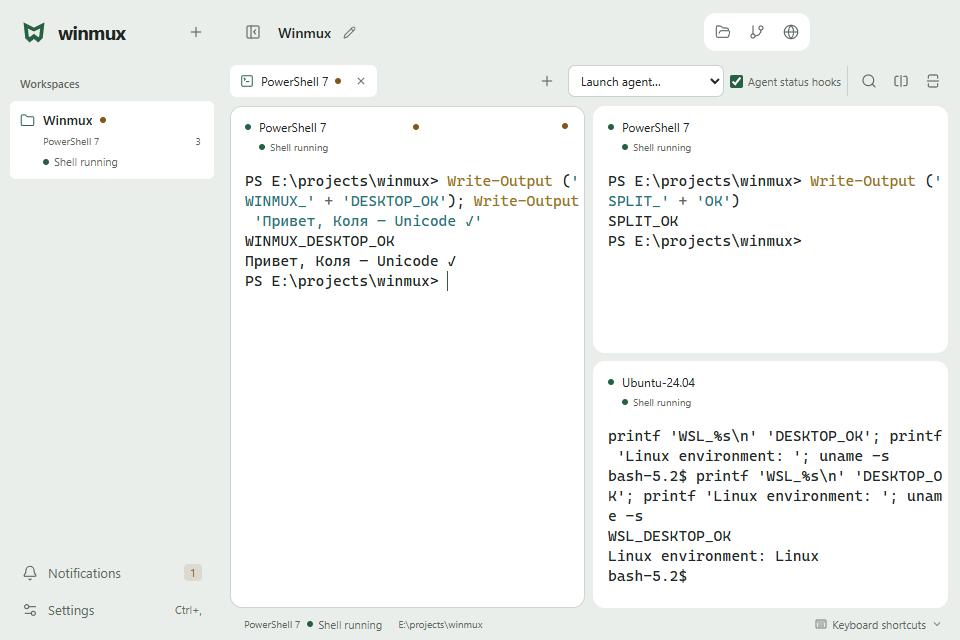 winmux
Winmux
Workspaces
PowerShell 7
Launch agent...
Agent status hooks
Winmux
PowerShell 7
3
Shell running
PowerShell 7
Shell running
PS E:\projects\winmux> Write-Output ('
WINMUX_' + 'DESKTOP_OK'); Write-Output
'Привет, Коля — Unicode ✓'
WINMUX_DESKTOP_OK
Привет, Коля — Unicode ✓
PS E:\projects\winmux>
PowerShell 7
Shell running
PS E:\projects\winmux> Write-Output ('
SPLIT_' + 'OK')
SPLIT_OK
PS E:\projects\winmux>
Ubuntu-24.04
Shell running
printf 'WSL_%s\n' 'DESKTOP_OK'; printf
'Linux environment: '; uname -s
bash-5.2$ printf 'WSL_%s\n' 'DESKTOP_O
K'; printf 'Linux environment: '; unam
e -s
WSL_DESKTOP_OK
Linux environment: Linux
bash-5.2$
Notifications
1
Settings
Ctrl+,
PowerShell 7
Shell running
E:\projects\winmux
Keyboard shortcuts